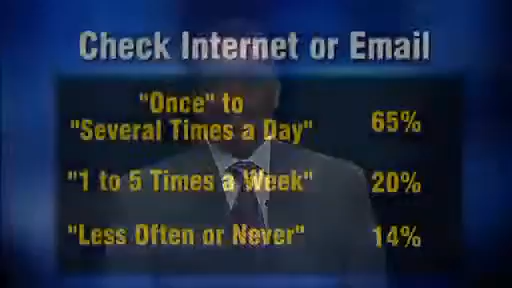 Check Internet or Email
"Once" to
"Several Times a Day" 65%
"1 to 5 Times a Week" 20%
"Less Often or Never" 14%